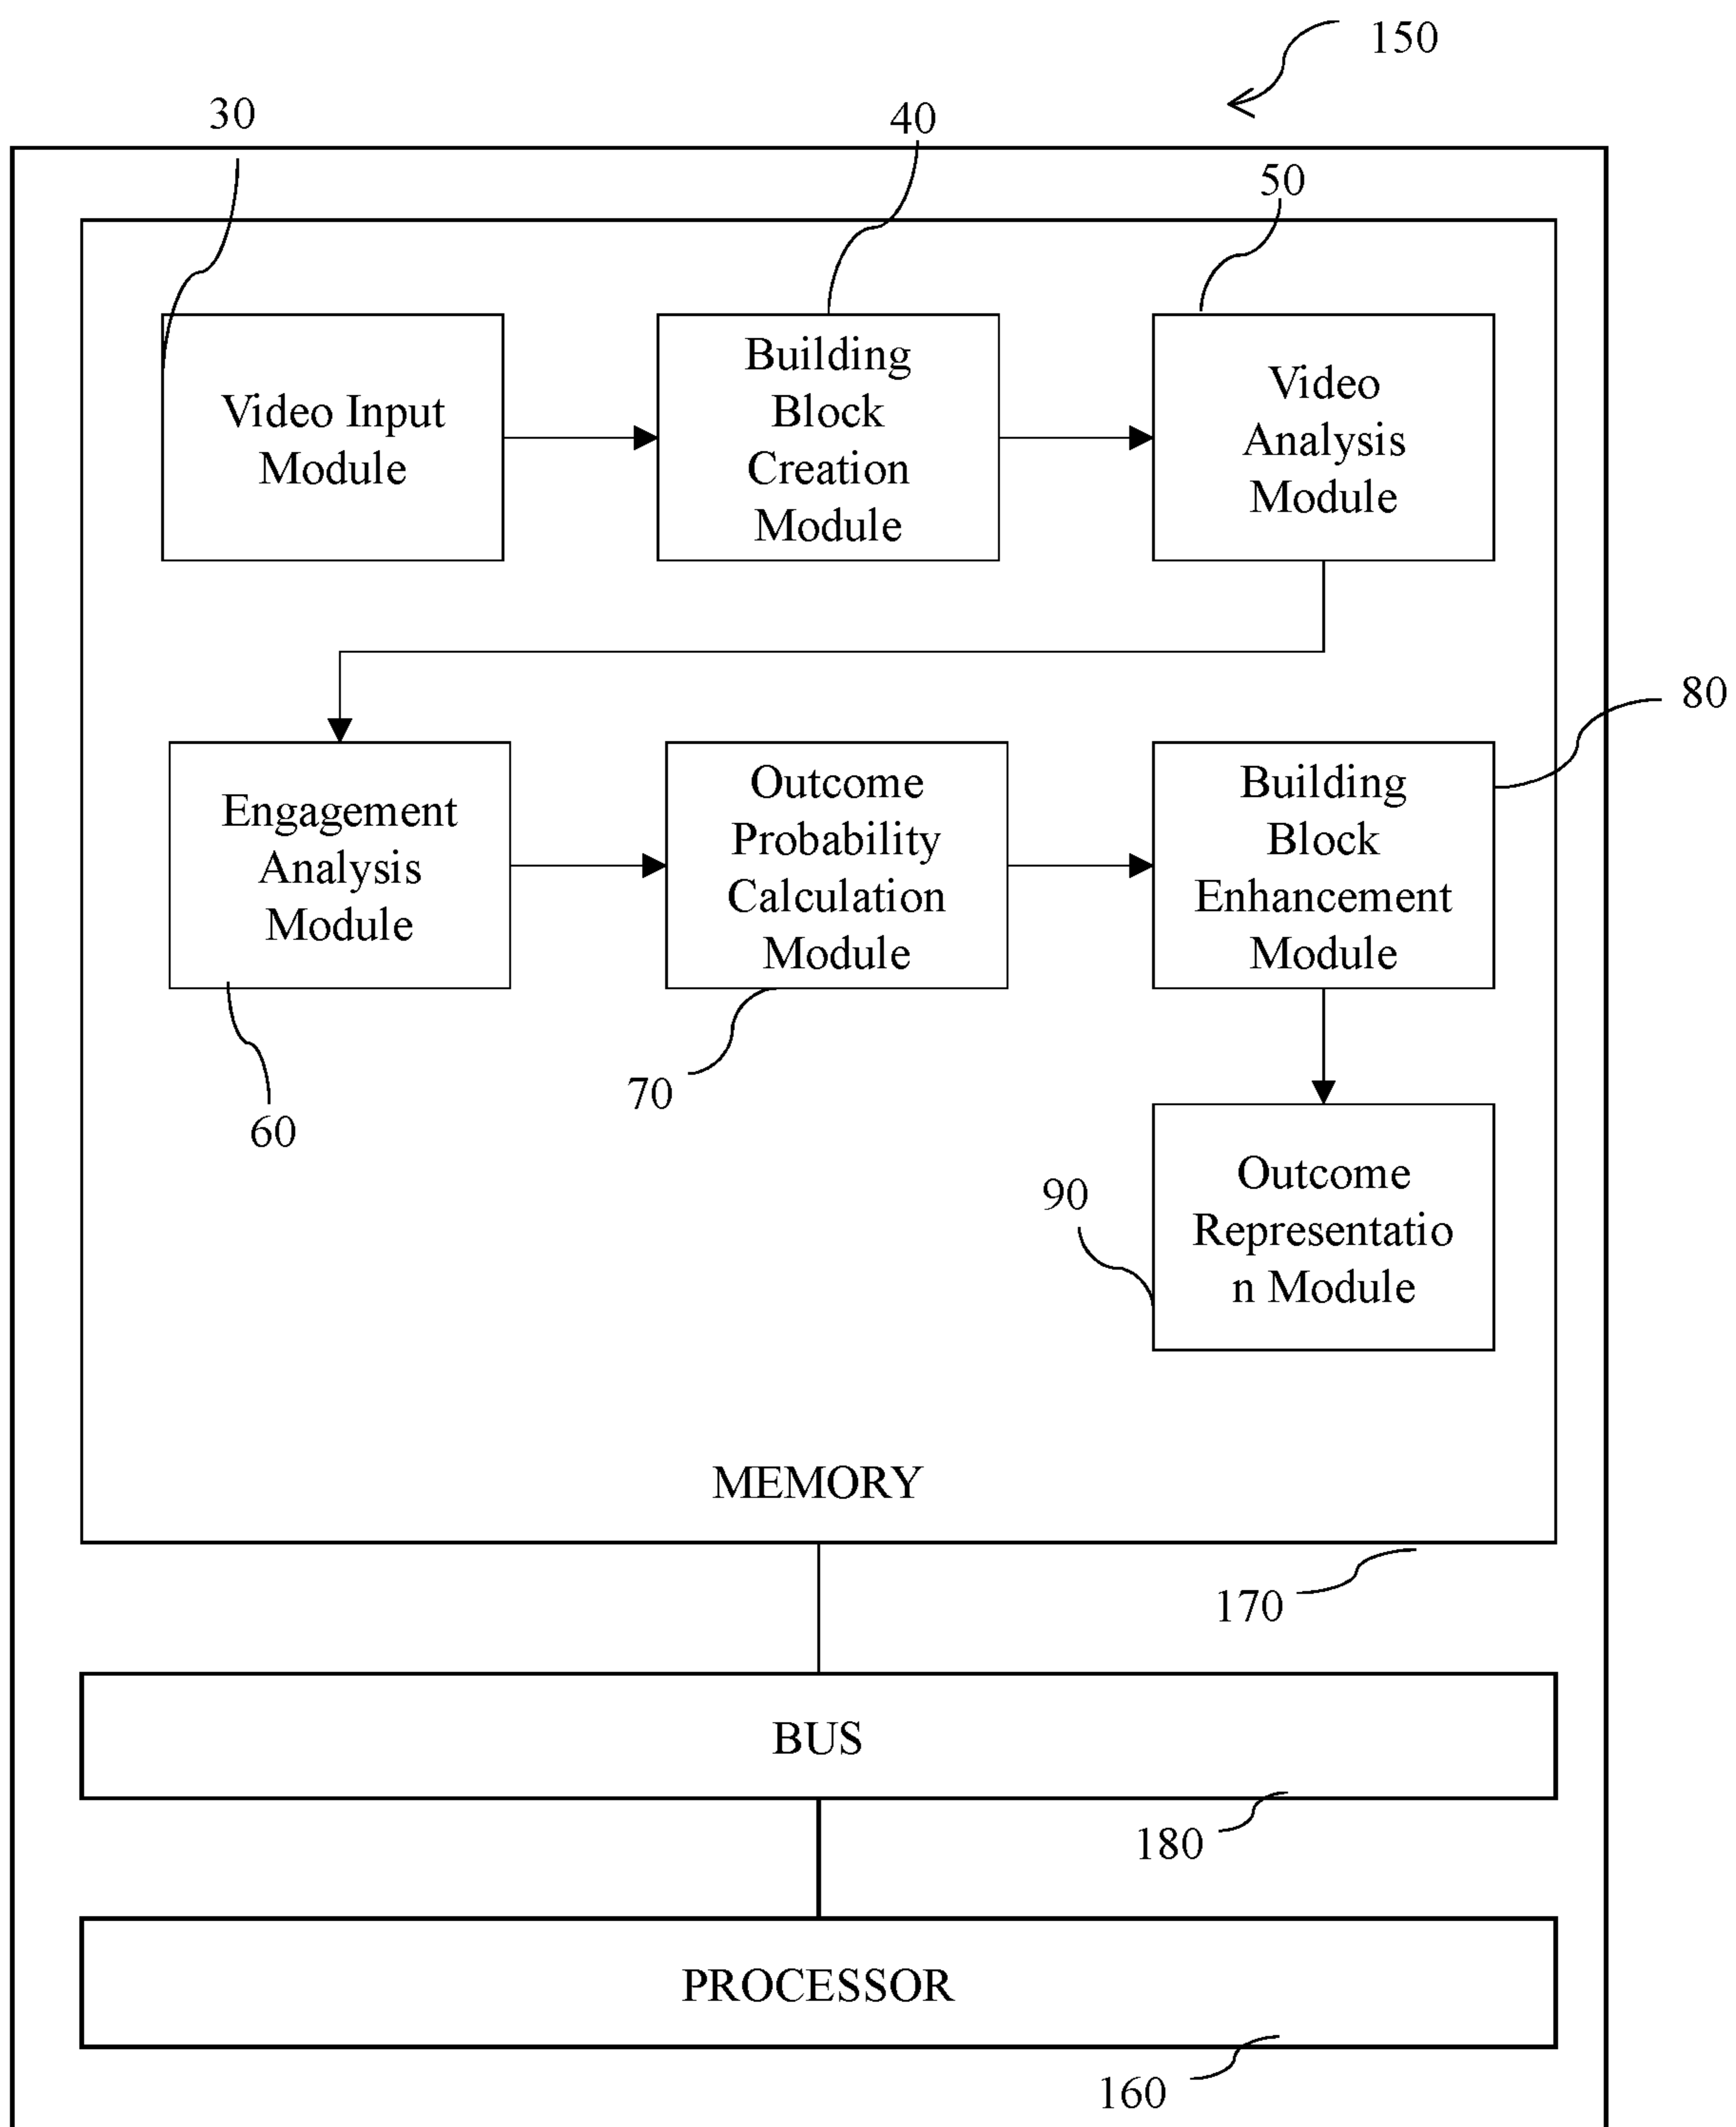 150
30
40
50
Video Input
Module
Building
Block
Creation
Module
Video
Analysis
Module
80
Engagement
Analysis
Module
Outcome
Probability
Calculation
Module
Building
Block
Enhancement
Module
60
70
90
Outcome
Representatio
n Module
MEMORY
170
BUS
180
PROCESSOR
160